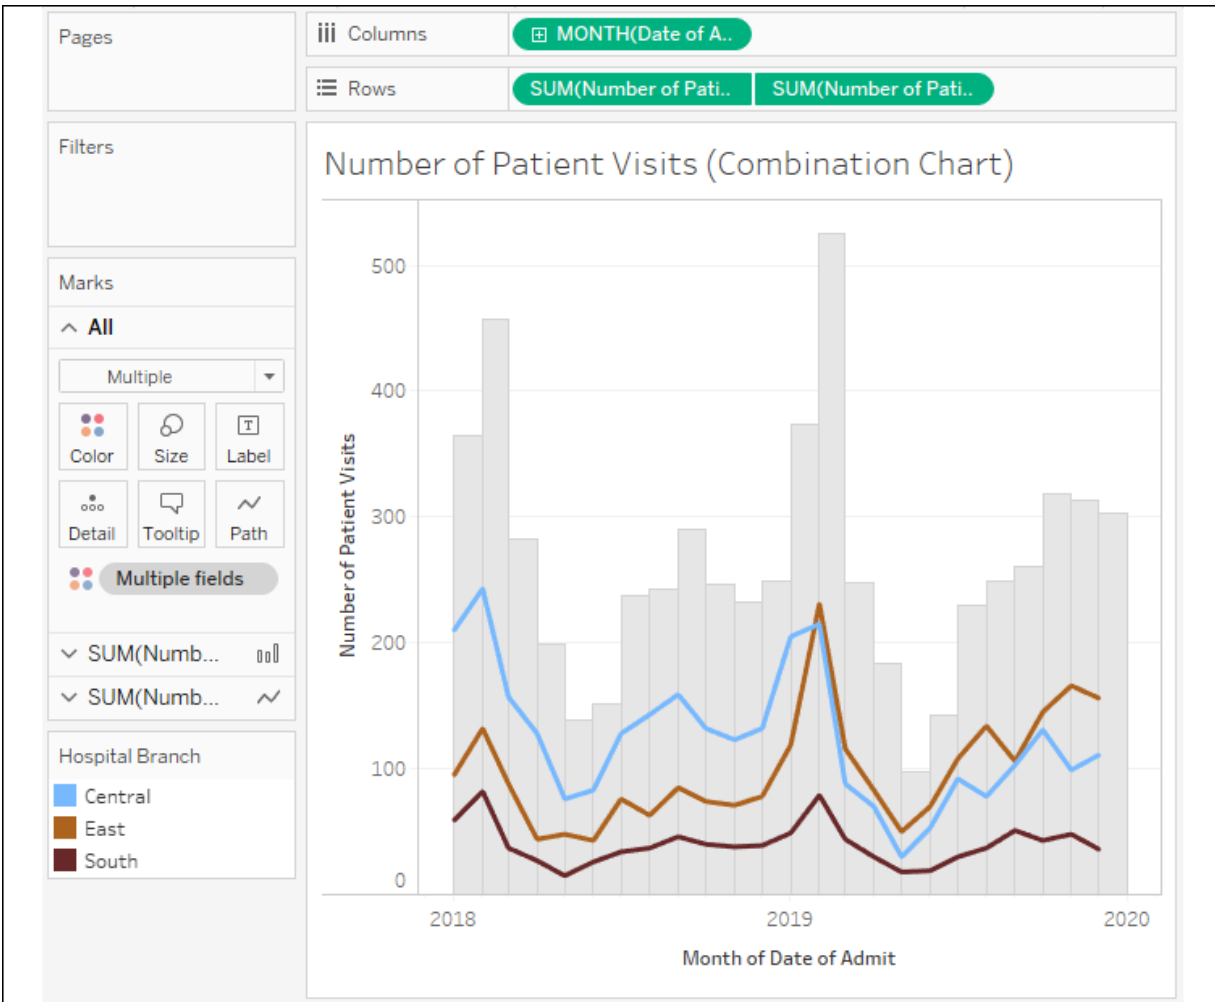 Pages
Columns
MONTH(Date of A..
Rows
SUM(Number of Pati..
SUM(Number of Pati..
Filters
Marks
All
Multiple
Color
Size
T
Label
Detail
Tooltip
Path
Multiple fields
SUM(Numb...
SUM(Numb...
Hospital Branch
Central
East
South
Number of Patient Visits (Combination Chart)
Number of Patient Visits
500
400
300
200
100
0
2018
2019
2020
Month of Date of Admit